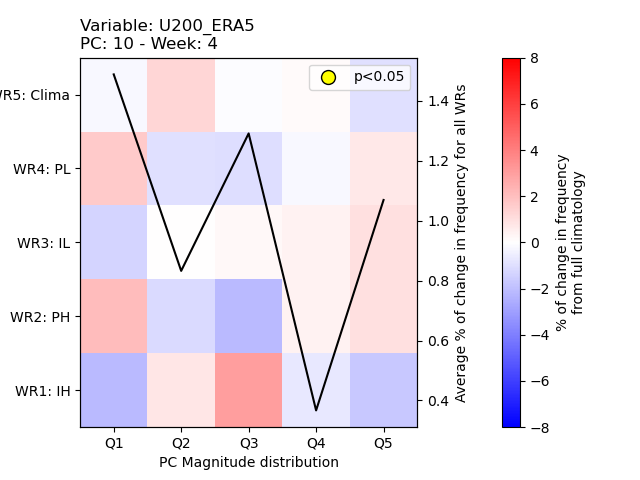 Variable: U200_ERA5
PC: 10 - Week: 4
p<0.05
WR5: Clima
WR4: PL
WR3: IL
WR2: PH
WR1: IH
Q1 Q2 Q3 Q4 Q5
PC Magnitude distribution
1.4
1.2
1.0
0.8
0.6
0.4
Average % of change in frequency for all WRs
8
6
4
2
0
−2
−4
−6
−8
% of change in frequency
from full climatology